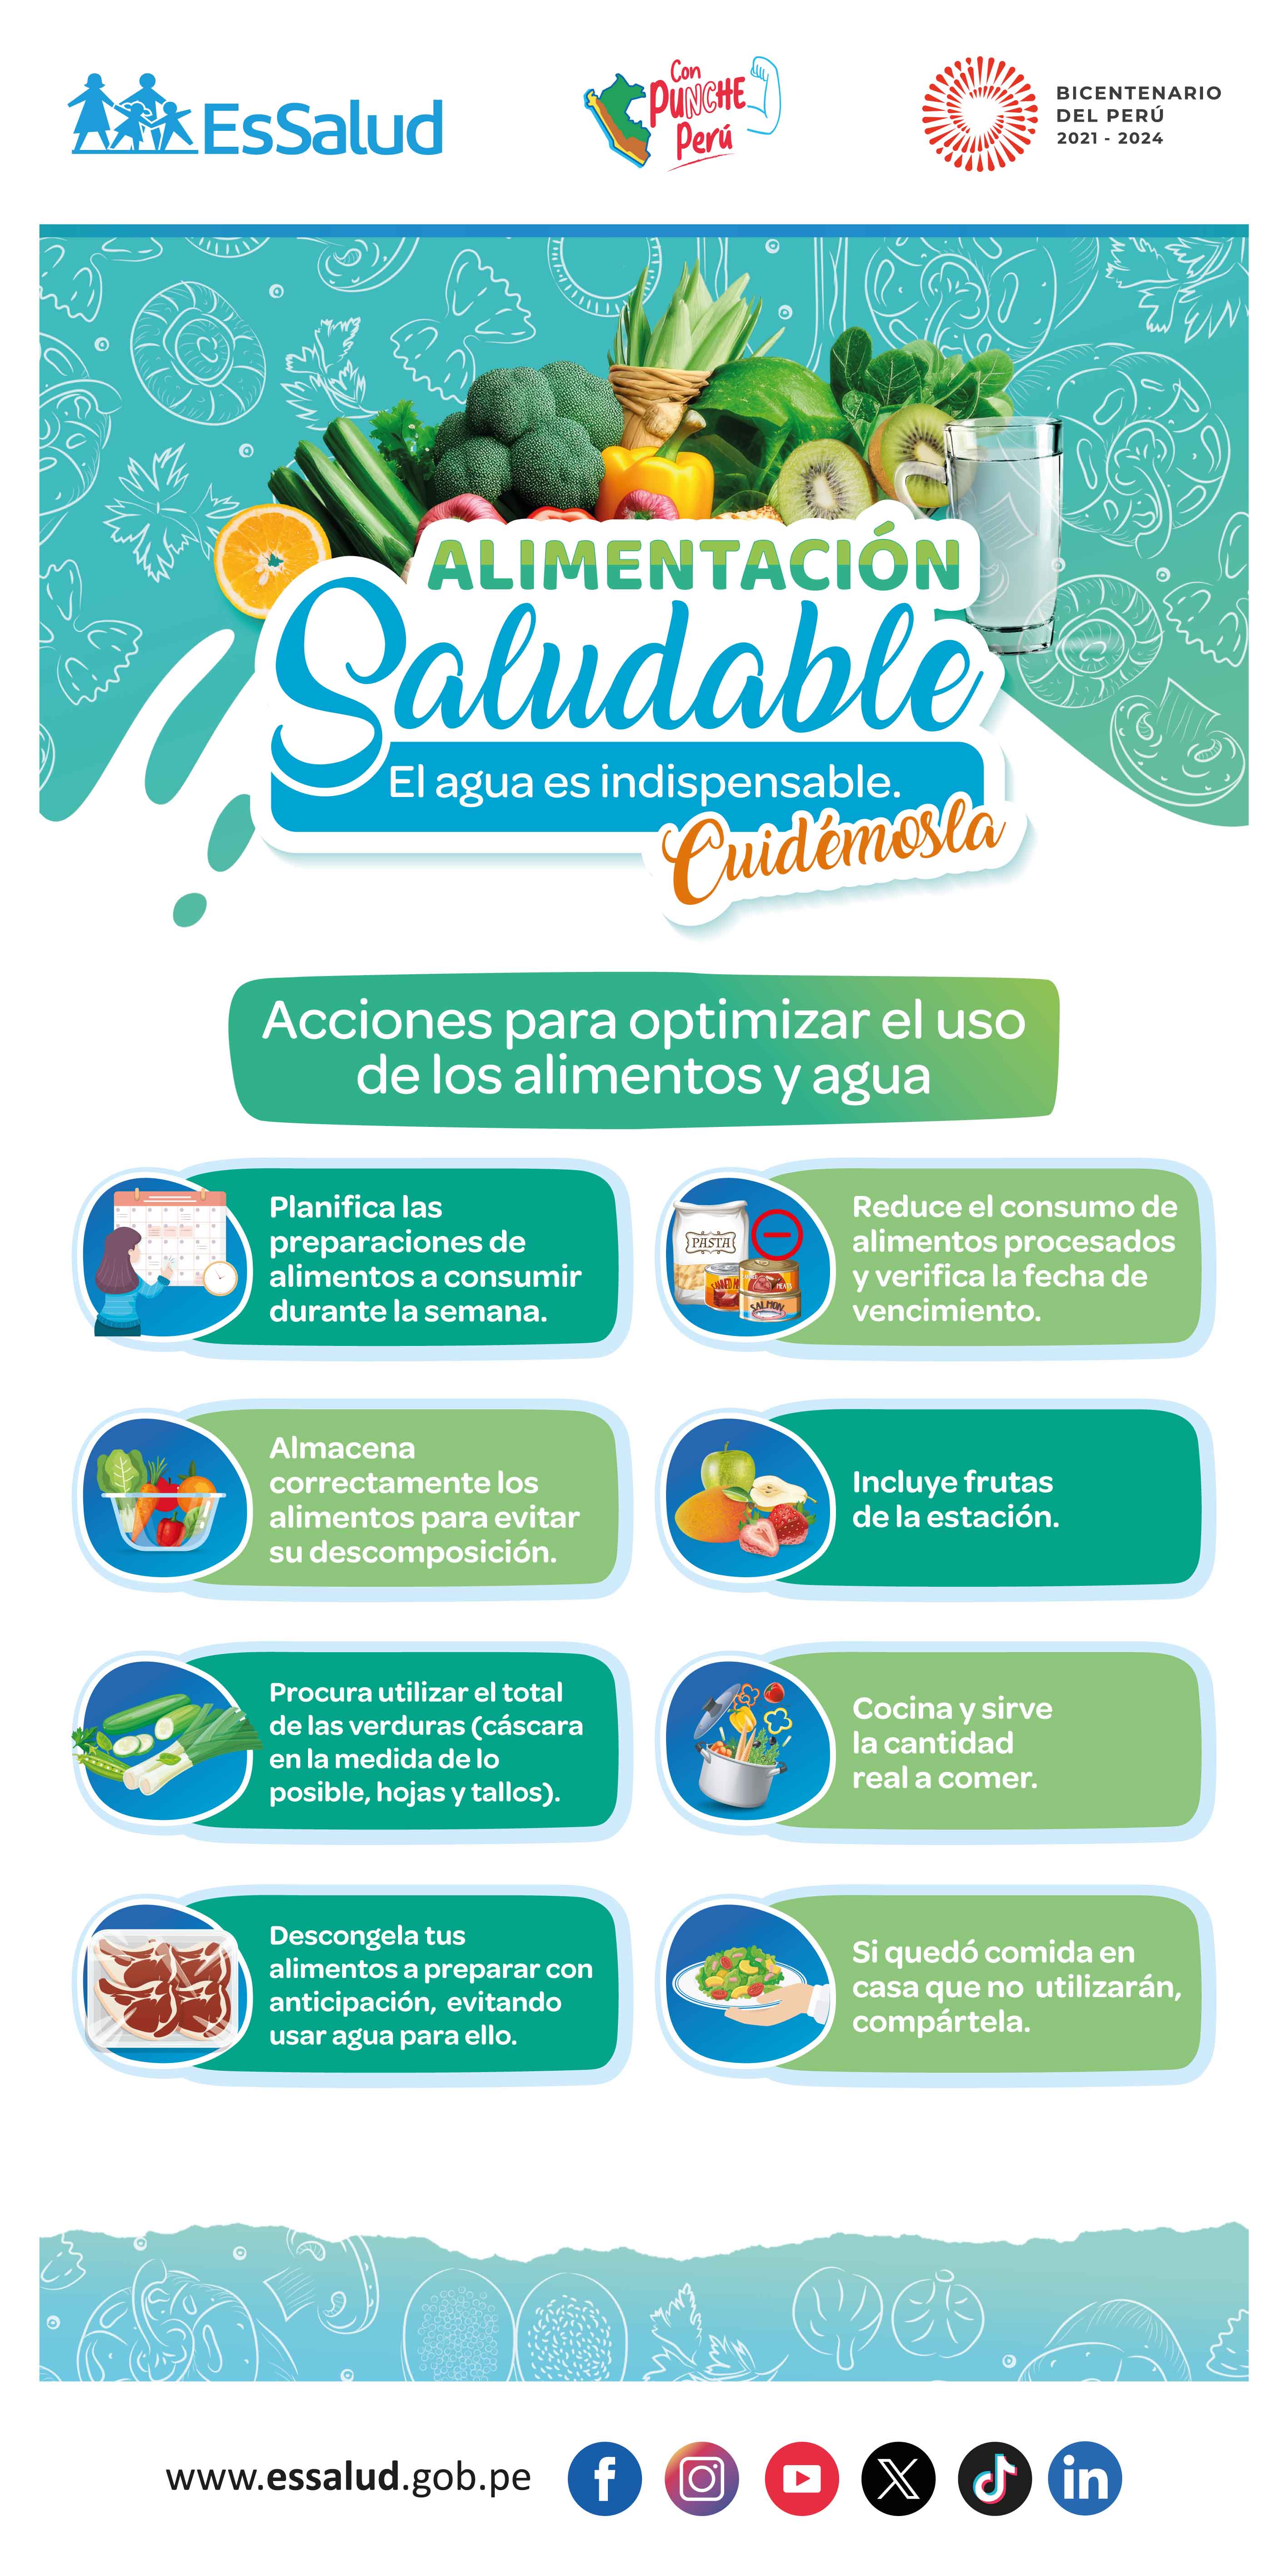 EsSalud
Con
PUNCHE
Perú
BICENTENARIO
DEL PERÚ
2021 - 2024
ALIMENTACIÓN
Saludable
El agua es indispensable.
Cuidémosla
Acciones para optimizar el uso
de los alimentos y agua
Planifica las
preparaciones de
alimentos a consumir
durante la semana.
PASTA
MEATS
SALMON
Reduce el consumo de
alimentos procesados
y verifica la fecha de
vencimiento.
Almacena
correctamente los
alimentos para evitar
su descomposición.
Incluye frutas
de la estación.
Procura utilizar el total
de las verduras (cáscara
en la medida de lo
posible, hojas y tallos).
Cocina y sirve
la cantidad
real a comer.
Descongela tus
alimentos a preparar con
anticipación, evitando
usar agua para ello.
Si quedó comida en
casa que no utilizarán,
compártela.
www.essalud.gob.pe